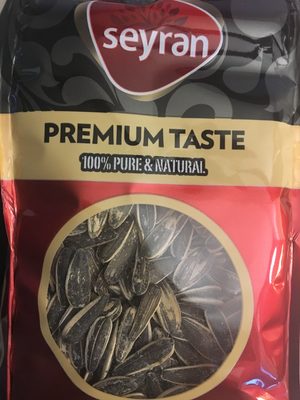 seyran
PREMIUM TASTE
100% PURE & NATURAL